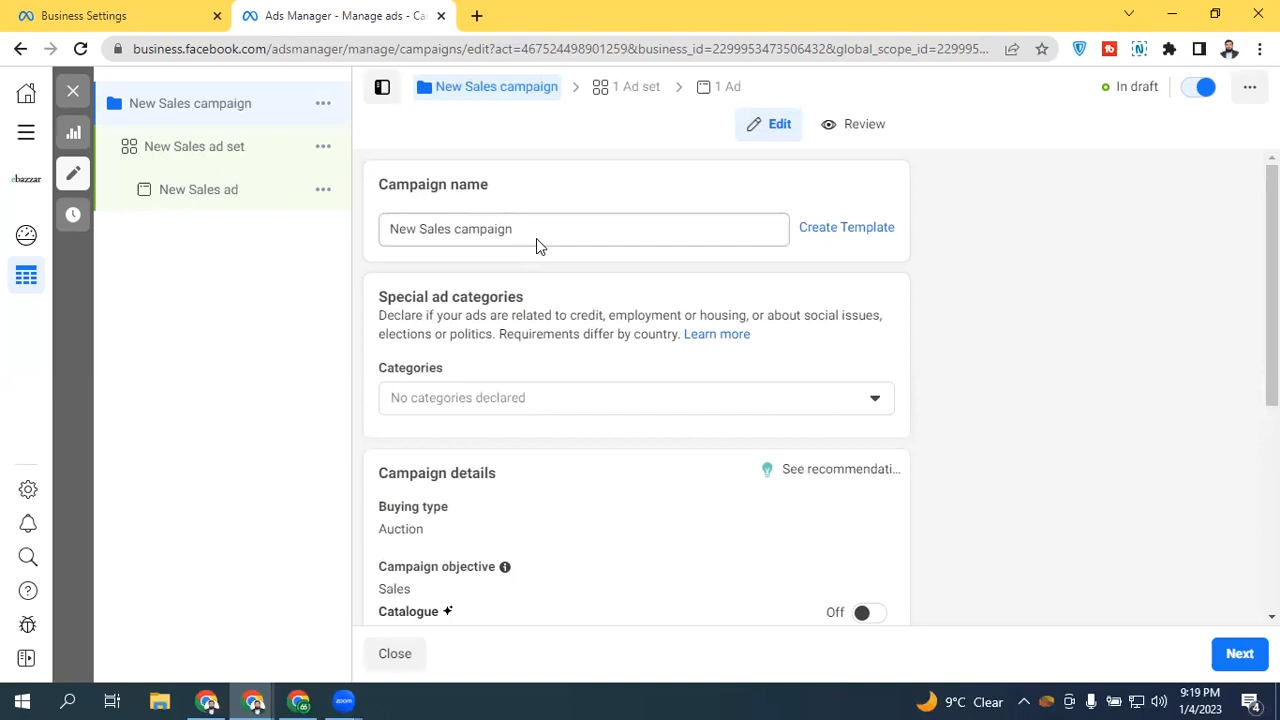 Business Settings
Ads Manager - Manage ads - Ca
business.facebook.com/adsmanager/manage/campaigns/edit?act=467524498901259&business_id=2299953473506432&global_scope_id=229995...
New Sales campaign
New Sales campaign
1 Ad set
1 Ad
In draft
New Sales ad set
Edit
Review
ebazzar
New Sales ad
Campaign name
New Sales campaign
Create Template
Special ad categories
Declare if your ads are related to credit, employment or housing, or about social issues,
elections or politics. Requirements differ by country. Learn more
Categories
No categories declared
Campaign details
See recommendati...
Buying type
Auction
Campaign objective
Sales
Catalogue
Off
Close
Next
zoom
9°C Clear
9:19 PM
1/4/2023
4